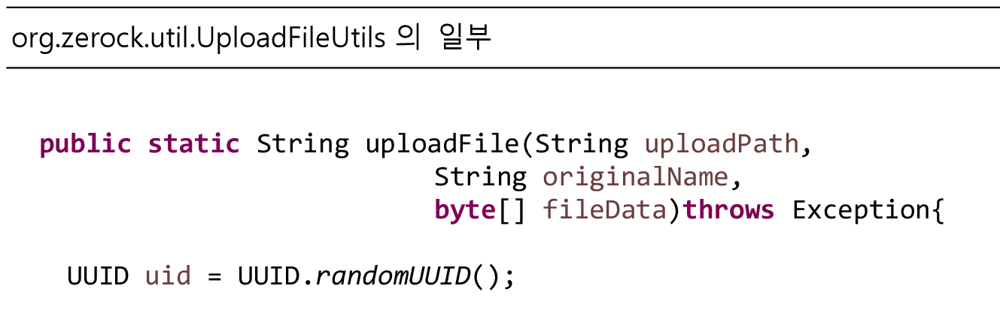 org.zerock.util.UploadFileUtils 의 일부
public static String uploadFile(String uploadPath,
String originalName,
byte[] fileData)throws Exception{
UUID uid = UUID.randomUUID();